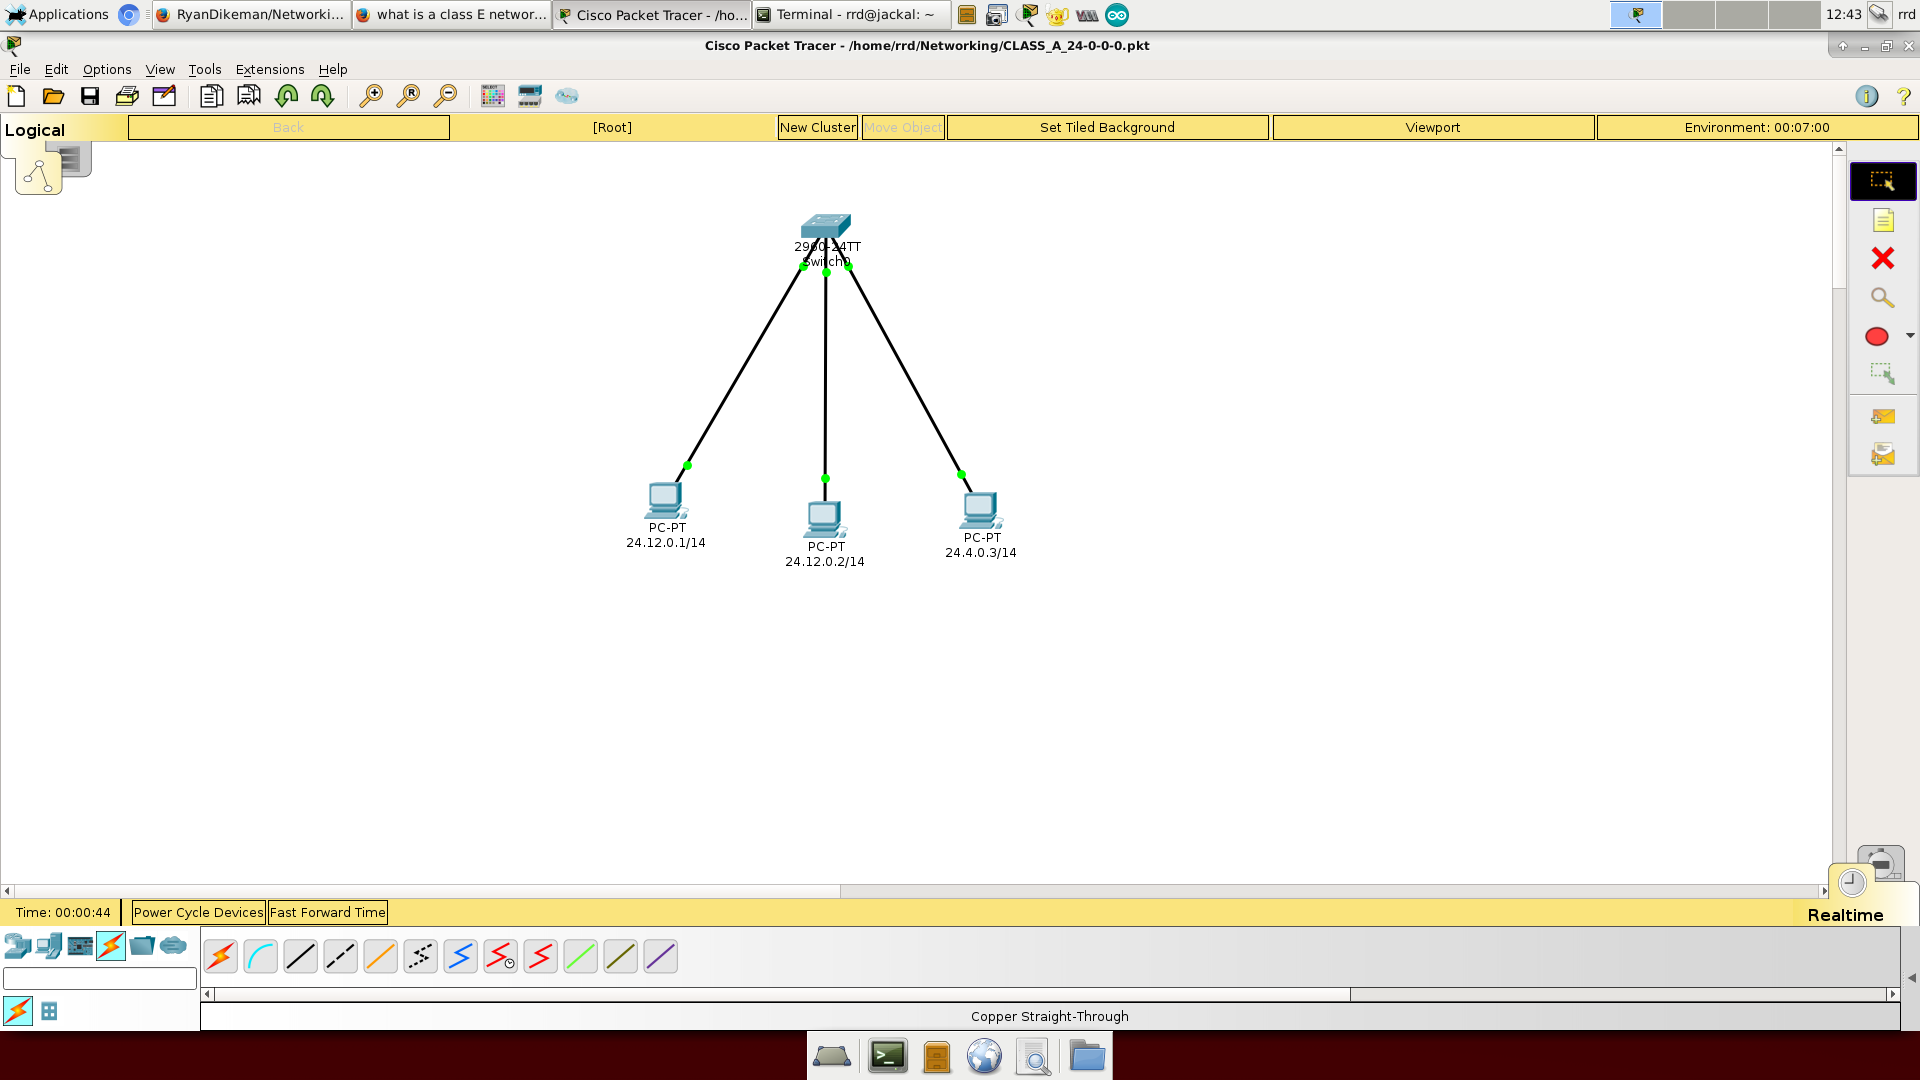 Applications
RyanDikeman/Networki...
what is a class E networ...
Cisco Packet Tracer - /ho...
Terminal - rrd@jackal: ~
12:43
rrd
Cisco Packet Tracer - /home/rrd/Networking/CLASS_A_24-0-0-0.pkt
File Edit Options View Tools Extensions Help
Logical
Back
[Root]
New Cluster
Move Object
Set Tiled Background
Viewport
Environment: 00:07:00
2960-24TT
Switch0
PC-PT
24.12.0.1/14
PC-PT
24.12.0.2/14
PC-PT
24.4.0.3/14
Time: 00:00:44
Power Cycle Devices
Fast Forward Time
Realtime
Copper Straight-Through